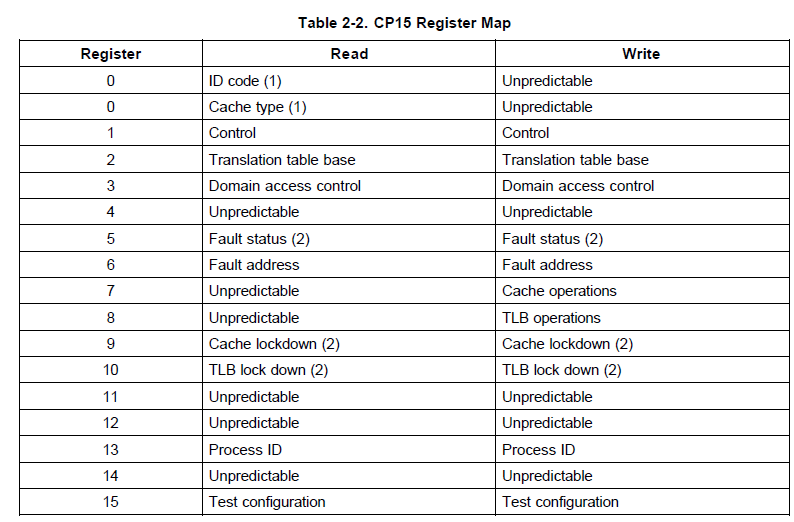 Table 2-2. CP15 Register Map
Register Read Write
0 ID code (1) Unpredictable
0 Cache type (1) Unpredictable
1 Control Control
2 Translation table base Translation table base
3 Domain access control Domain access control
4 Unpredictable Unpredictable
5 Fault status (2) Fault status (2)
6 Fault address Fault address
7 Unpredictable Cache operations
8 Unpredictable TLB operations
9 Cache lockdown (2) Cache lockdown (2)
10 TLB lock down (2) TLB lock down (2)
11 Unpredictable Unpredictable
12 Unpredictable Unpredictable
13 Process ID Process ID
14 Unpredictable Unpredictable
15 Test configuration Test configuration